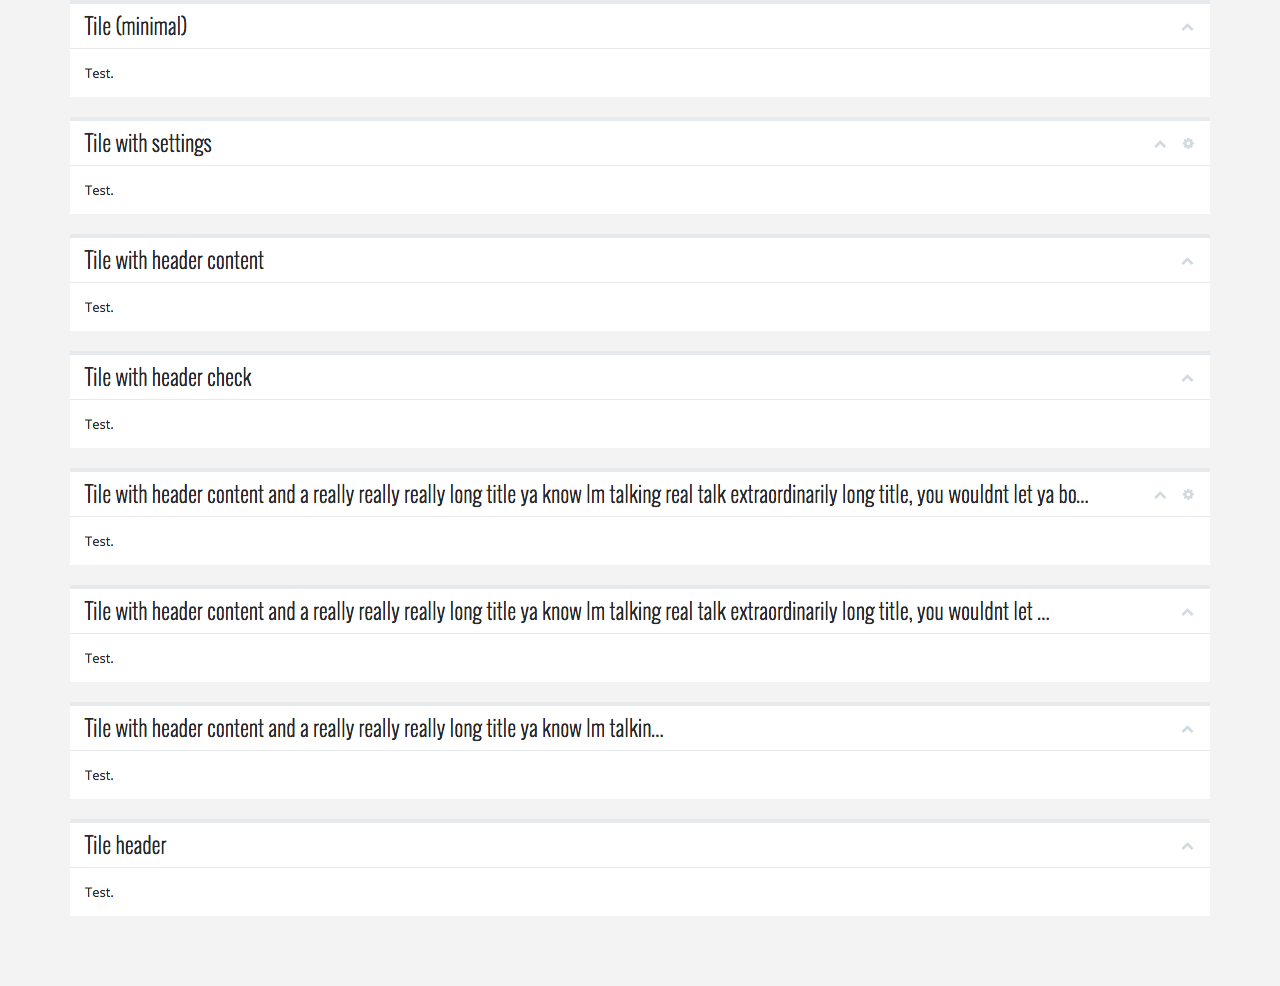 Tile (minimal)
Test.
Tile with settings
Test.
Tile with header content
Test.
Tile with header check
Test.
Tile with header content and a really really really long title ya know Im talking real talk extraordinarily long title, you wouldnt let ya bo...
Test.
Tile with header content and a really really really long title ya know Im talking real talk extraordinarily long title, you wouldnt let ...
Test.
Tile with header content and a really really really long title ya know Im talkin...
Test.
Tile header
Test.